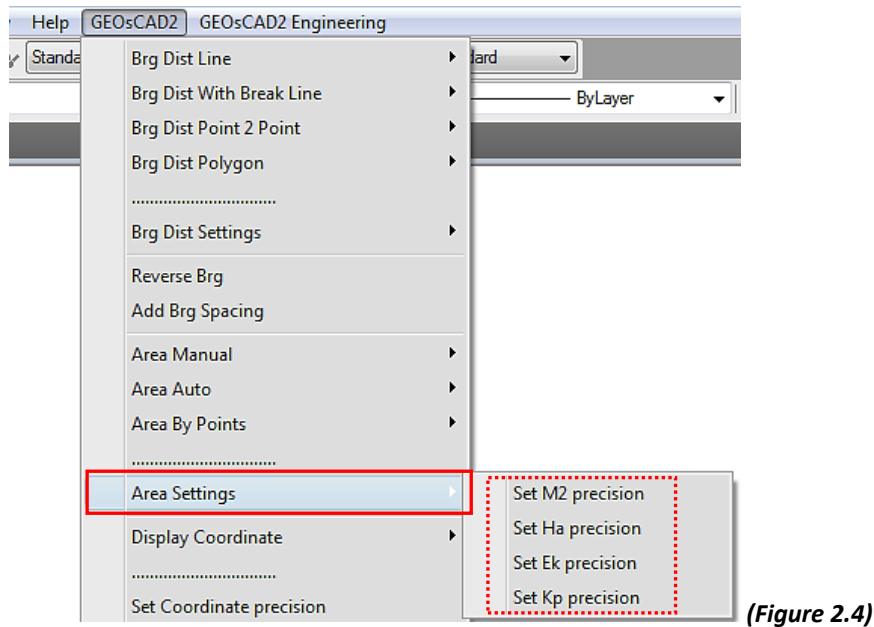 Help GEOsCAD2 GEOsCAD2 Engineering
Standa dard
ByLayer
Brg Dist Line
Brg Dist With Break Line
Brg Dist Point 2 Point
Brg Dist Polygon
................................
Brg Dist Settings
Reverse Brg
Add Brg Spacing
Area Manual
Area Auto
Area By Points
................................
Area Settings
Set M2 precision
Set Ha precision
Set Ek precision
Set Kp precision
Display Coordinate
................................
Set Coordinate precision
(Figure 2.4)